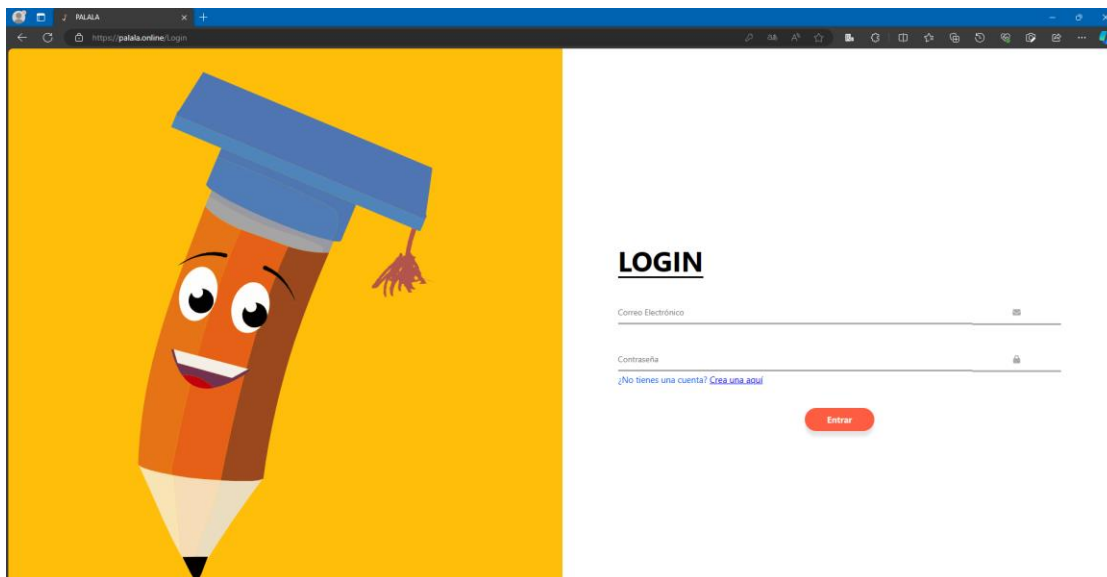 PALALA
https://palala.online/Login
LOGIN
Correo Electrónico
Contraseña
¿No tienes una cuenta? Crea una aquí
Entrar